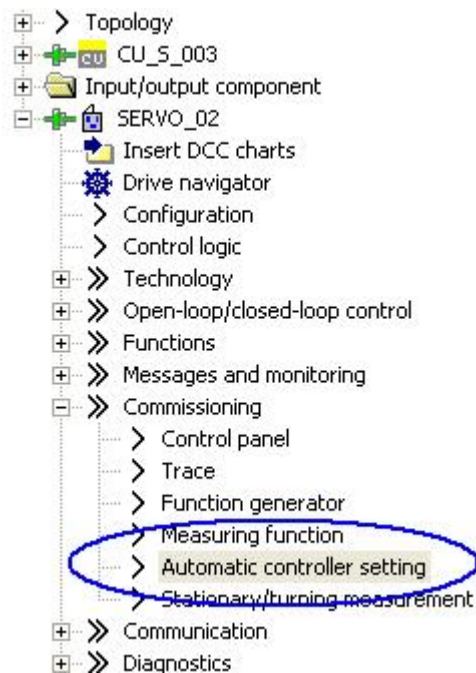 Topology
CU_S_003
Input/output component
SERVO_02
Insert DCC charts
Drive navigator
Configuration
Control logic
Technology
Open-loop/closed-loop control
Functions
Messages and monitoring
Commissioning
Control panel
Trace
Function generator
Measuring function
Automatic controller setting
Stationary/turning measurement
Communication
Diagnostics